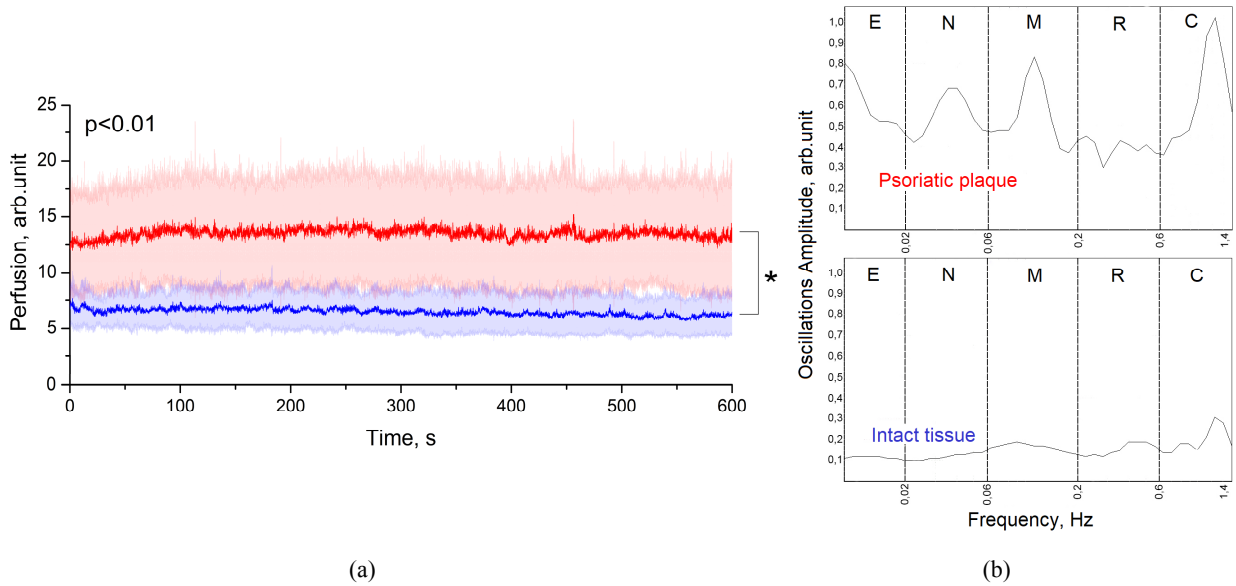 p<0.01
Perfusion, arb.unit
25
20
15
10
5
0
0 100 200 300 400 500 600
Time, s
*
(a)
Oscillations Amplitude, arb.unit
E N M R C
1,0
0,9
0,8
0,7
0,6
0,5
0,4
0,3
0,2
0,1
Psoriatic plaque
0.02 0.06 0.2 0.6 1.4
E N M R C
1,0
0,9
0,8
0,7
0,6
0,5
0,4
0,3
0,2
0,1
Intact tissue
0.02 0.06 0.2 0.6 1.4
Frequency, Hz
(b)